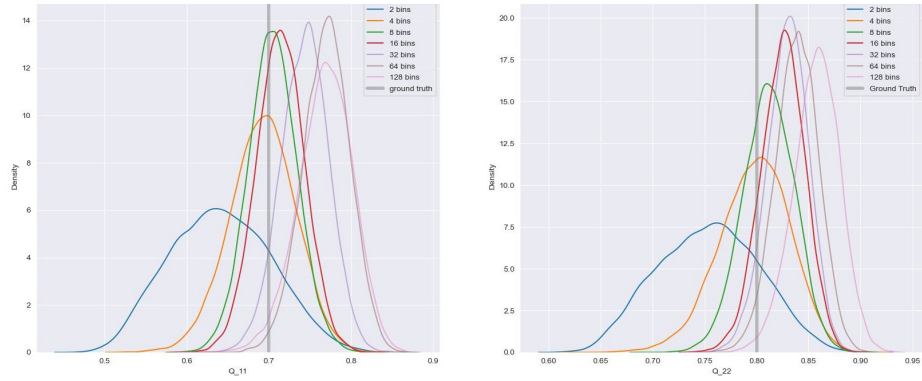 14
12
10
8
6
4
2
0
Density
0.5
0.6
0.7
0.8
0.9
Q_11
2 bins
4 bins
8 bins
16 bins
32 bins
64 bins
128 bins
ground truth
20.0
17.5
15.0
12.5
10.0
7.5
5.0
2.5
0.0
Density
0.60
0.65
0.70
0.75
0.80
0.85
0.90
0.95
Q_22
2 bins
4 bins
8 bins
16 bins
32 bins
64 bins
128 bins
Ground Truth